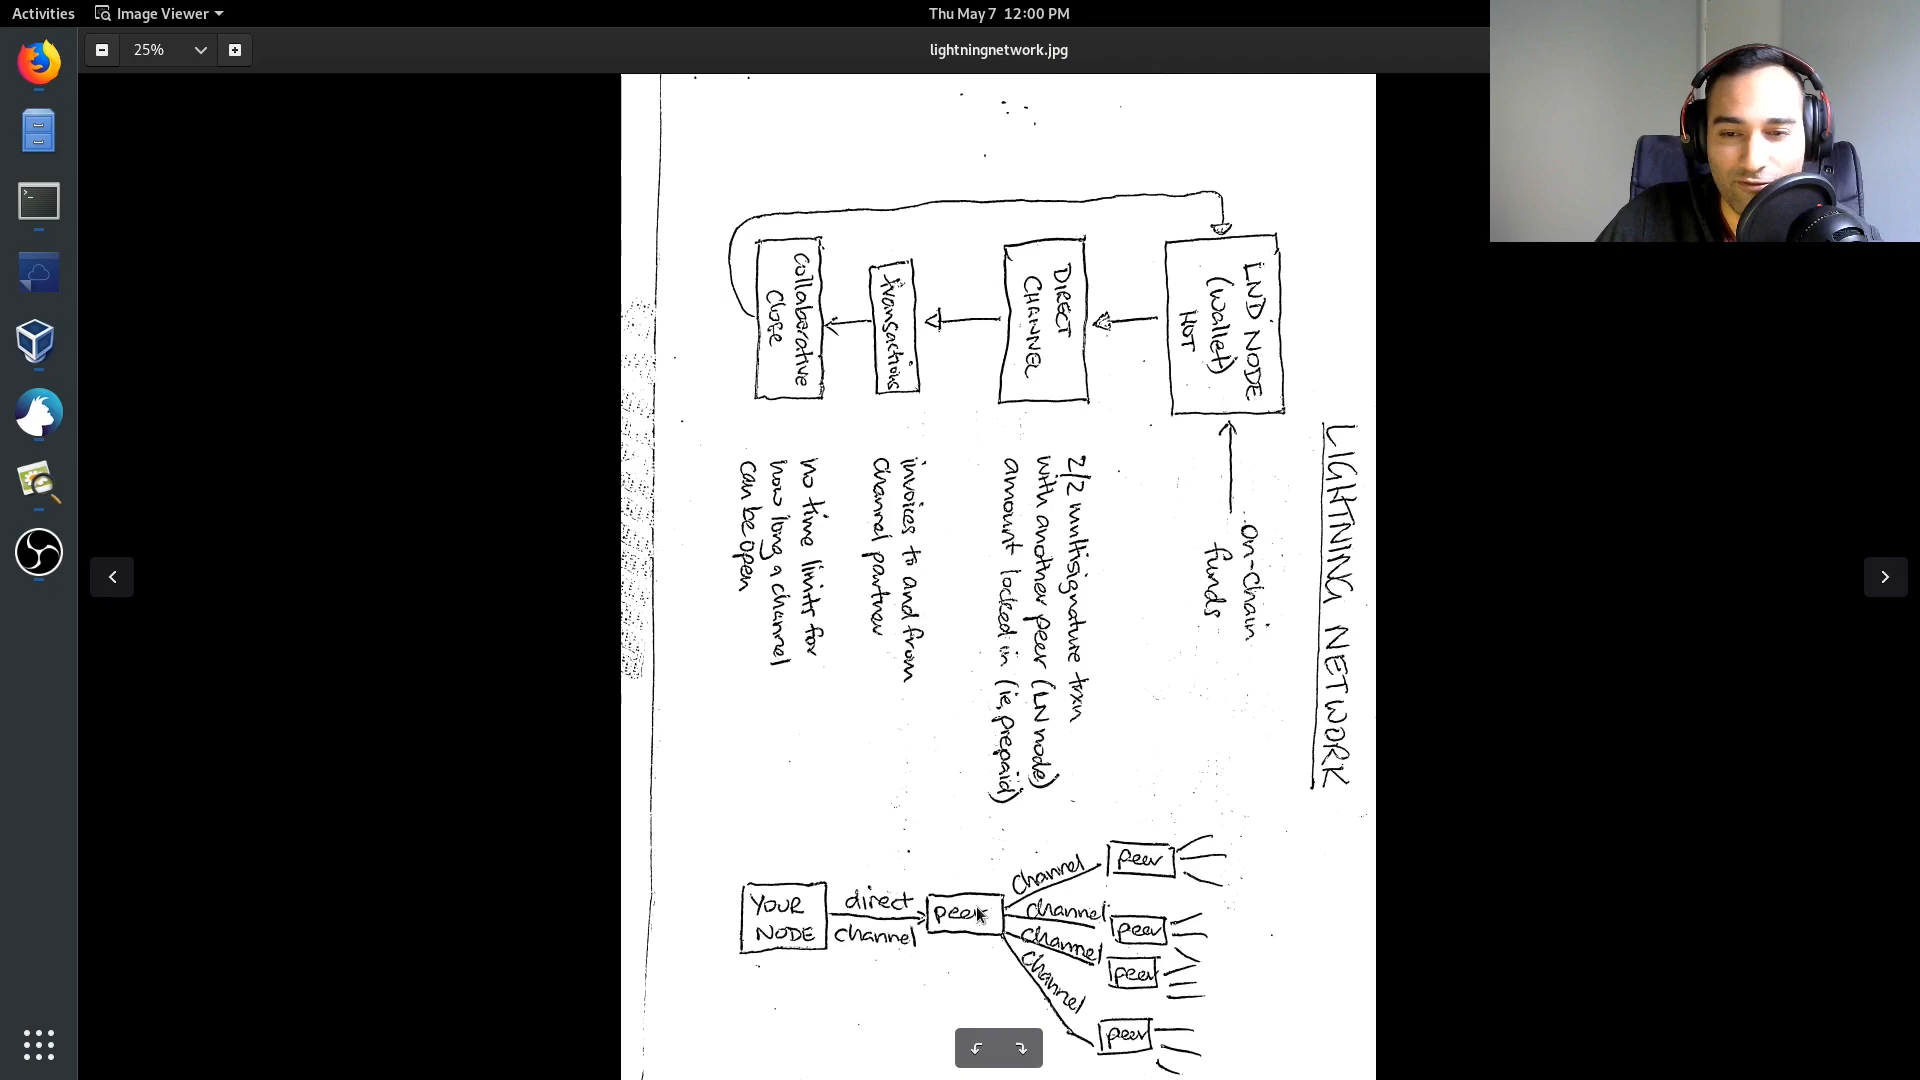 Activities
Image Viewer
Thu May 7 12:00 PM
25%
lightningnetwork.jpg
LIGHTNING NETWORK
LND NODE
(wallet)
HOT
on-chain
funds
DIRECT
CHANNEL
2/2 multisignature txn
with another peer (LN node)
amount locked in (ie, prepaid)
transactions
invoices to and from
channel partner
collaborative
close
no time limits for
how long a channel
can be open
YOUR
NODE
direct
channel
peer
channel
peer
channel
peer
channel
peer
channel
peer